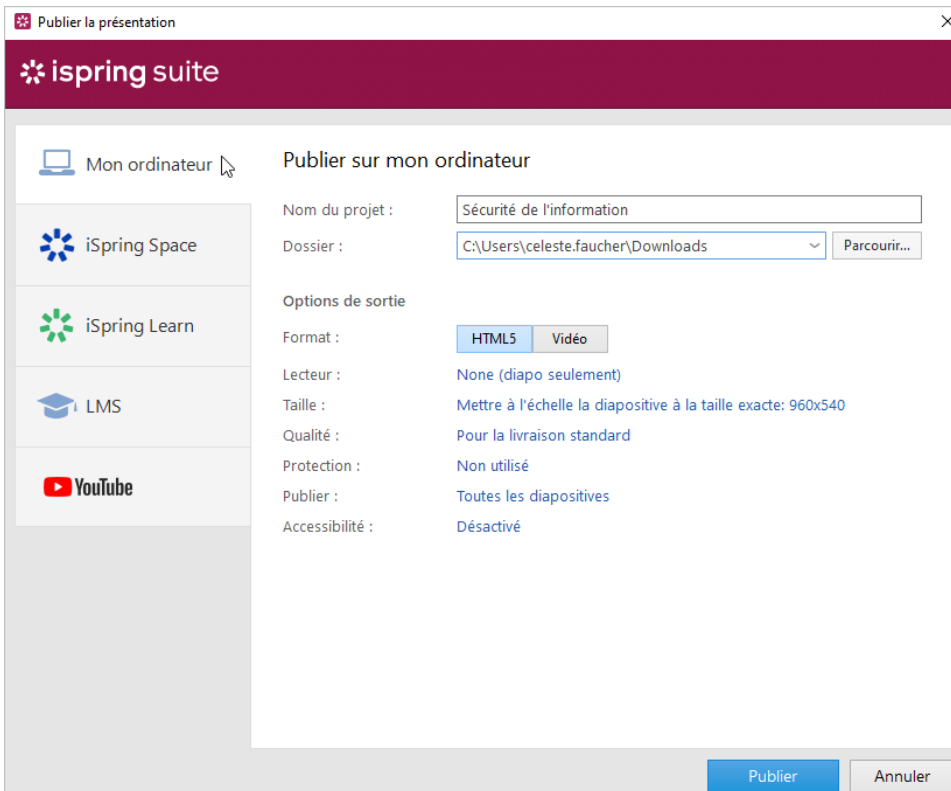 Publier la présentation
ispring suite
Mon ordinateur
iSpring Space
iSpring Learn
LMS
YouTube
Publier sur mon ordinateur
Nom du projet : Sécurité de l'information
Dossier : C:\Users\celeste.faucher\Downloads Parcourir...
Options de sortie
Format : HTML5 Vidéo
Lecteur : None (diapo seulement)
Taille : Mettre à l'échelle la diapositive à la taille exacte: 960x540
Qualité : Pour la livraison standard
Protection : Non utilisé
Publier : Toutes les diapositives
Accessibilité : Désactivé
Publier Annuler